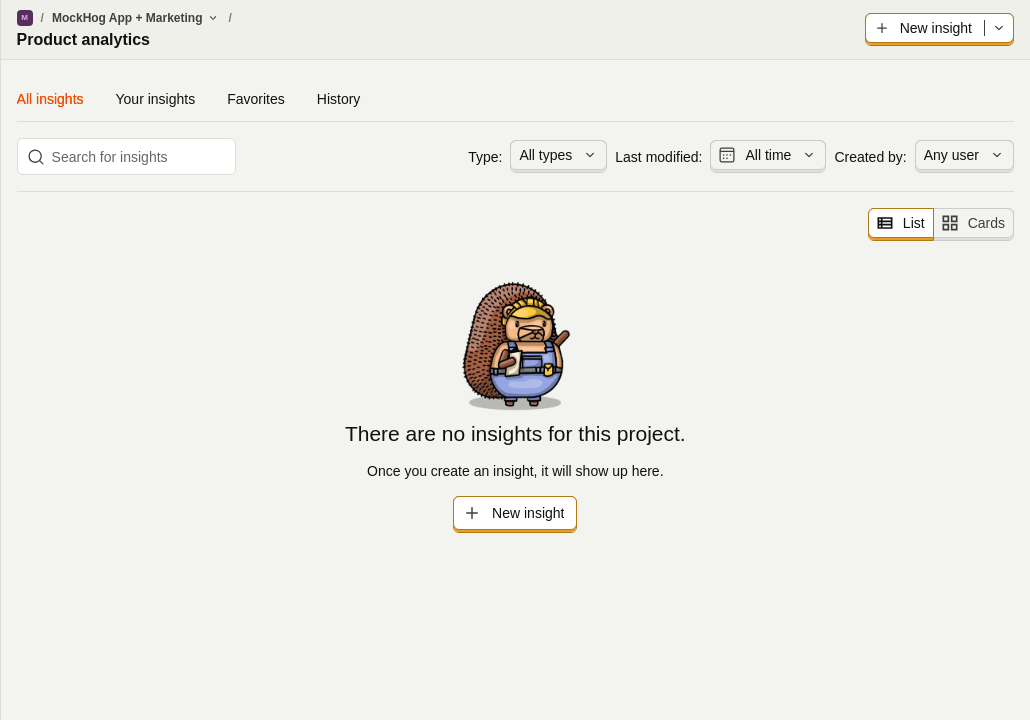 M / MockHog App + Marketing /
Product analytics
New insight
All insights Your insights Favorites History
Search for insights Type: All types Last modified: All time Created by: Any user
List Cards
There are no insights for this project.
Once you create an insight, it will show up here.
New insight